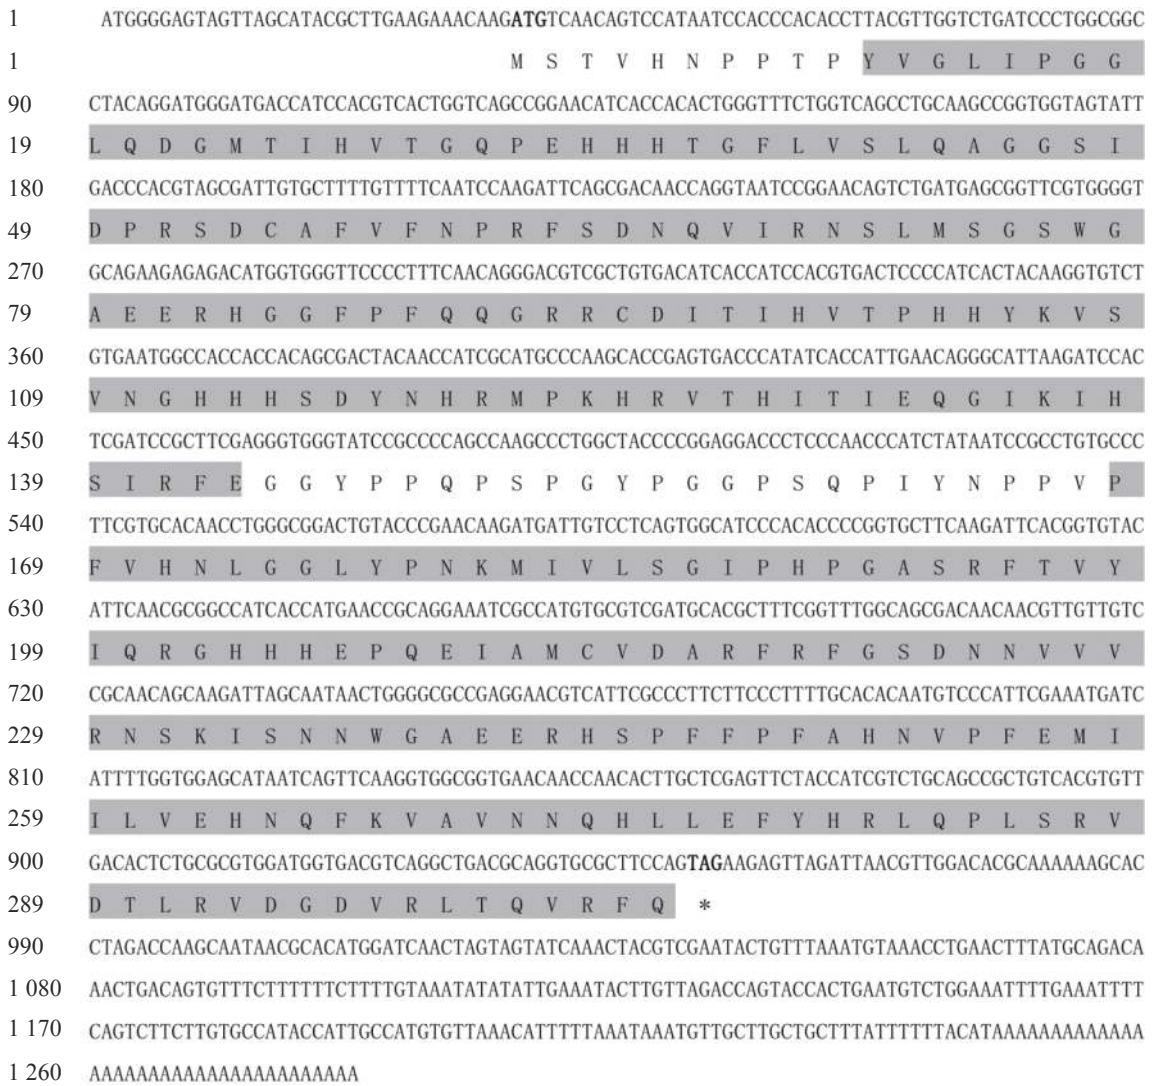 1 ATGGGGAGTAGTTAGCATACGCTTGAAGAAACAAGATGTCAACAGTCCATAATCCACCCACACCTTACGTTGGTCTGATCCCTGGCGGC
1 M S T V H N P P T P Y V G L I P G G
90 CTACAGGATGGGATGACCATCCACGTCACTGGTCAGCCGGAACATCACCACACTGGGTTTCTGGTCAGCCTGCAAGCCGGTGGTAGTATT
19 L Q D G M T I H V T G Q P E H H H T G F L V S L Q A G G S I
180 GACCCACGTAGCGATTGTGCTTTTGTTTTCAATCCAAGATTCAGCGACAACCAGGTAATCCGGAACAGTCTGATGAGCGGTTCGTGGGGT
49 D P R S D C A F V F N P R F S D N Q V I R N S L M S G S W G
270 GCAGAAGAGAGACATGGTGGGTTCCCCTTTCAACAGGGACGTCGCTGTGACATCACCATCCACGTGACTCCCCATCACTACAAGGTGTCT
79 A E E R H G G F P F Q Q G R R C D I T I H V T P H H Y K V S
360 GTGAATGGCCACCACCACAGCGACTACAACCATCGCATGCCCAAGCACCGAGTGACCCATATCACCATTGAACAGGGCATTAAGATCCAC
109 V N G H H H S D Y N H R M P K H R V T H I T I E Q G I K I H
450 TCGATCCGCTTCGAGGGTGGGTATCCGCCCCAGCCAAGCCCTGGCTACCCCGGAGGACCCTCCCAACCCATCTATAATCCGCCTGTGCCC
139 S I R F E G G Y P P Q P S P G Y P G G P S Q P I Y N P P V P
540 TTCGTGCACAACCTGGGCGGACTGTACCCGAACAAGATGATTGTCCTCAGTGGCATCCCACACCCCGGTGCTTCAAGATTCACGGTGTAC
169 F V H N L G G L Y P N K M I V L S G I P H P G A S R F T V Y
630 ATTCAACGCGGCCATCACCATGAACCGCAGGAAATCGCCATGTGCGTCGATGCACGCTTTCGGTTTGGCAGCGACAACAACGTTGTTGTC
199 I Q R G H H H E P Q E I A M C V D A R F R F G S D N N V V V
720 CGCAACAGCAAGATTAGCAATAACTGGGGCGCCGAGGAACGTCATTCGCCCTTCTTCCCTTTTGCACACAATGTCCCATTCGAAATGATC
229 R N S K I S N N W G A E E R H S P F F P F A H N V P F E M I
810 ATTTTGGTGGAGCATAATCAGTTCAAGGTGGCGGTGAACAACCAACACTTGCTCGAGTTCTACCATCGTCTGCAGCCGCTGTCACGTGTT
259 I L V E H N Q F K V A V N N Q H L L E F Y H R L Q P L S R V
900 GACACTCTGCGCGTGGATGGTGACGTCAGGCTGACGCAGGTGCGCTTCCAGTAGAAGAGTTAGATTAACGTTGGACACGCAAAAAAGCAC
289 D T L R V D G D V R L T Q V R F Q *
990 CTAGACCAAGCAATAACGCACATGGATCAACTAGTAGTATCAAACTACGTCGAATACTGTTTAAATGTAAACCTGAACTTTATGCAGACA
1 080 AACTGACAGTGTTTCTTTTTTCTTTTGTAAATATATATTGAAATACTTGTTAGACCAGTACCACTGAATGTCTGGAAATTTTGAAATTTT
1 170 CAGTCTTCTTGTGCCATACCATTGCCATGTGTTAAACATTTTTAAATAAATGTTGCTTGCTGCTTTATTTTTTACATAAAAAAAAAAAAA
1 260 AAAAAAAAAAAAAAAAAAAAAAA